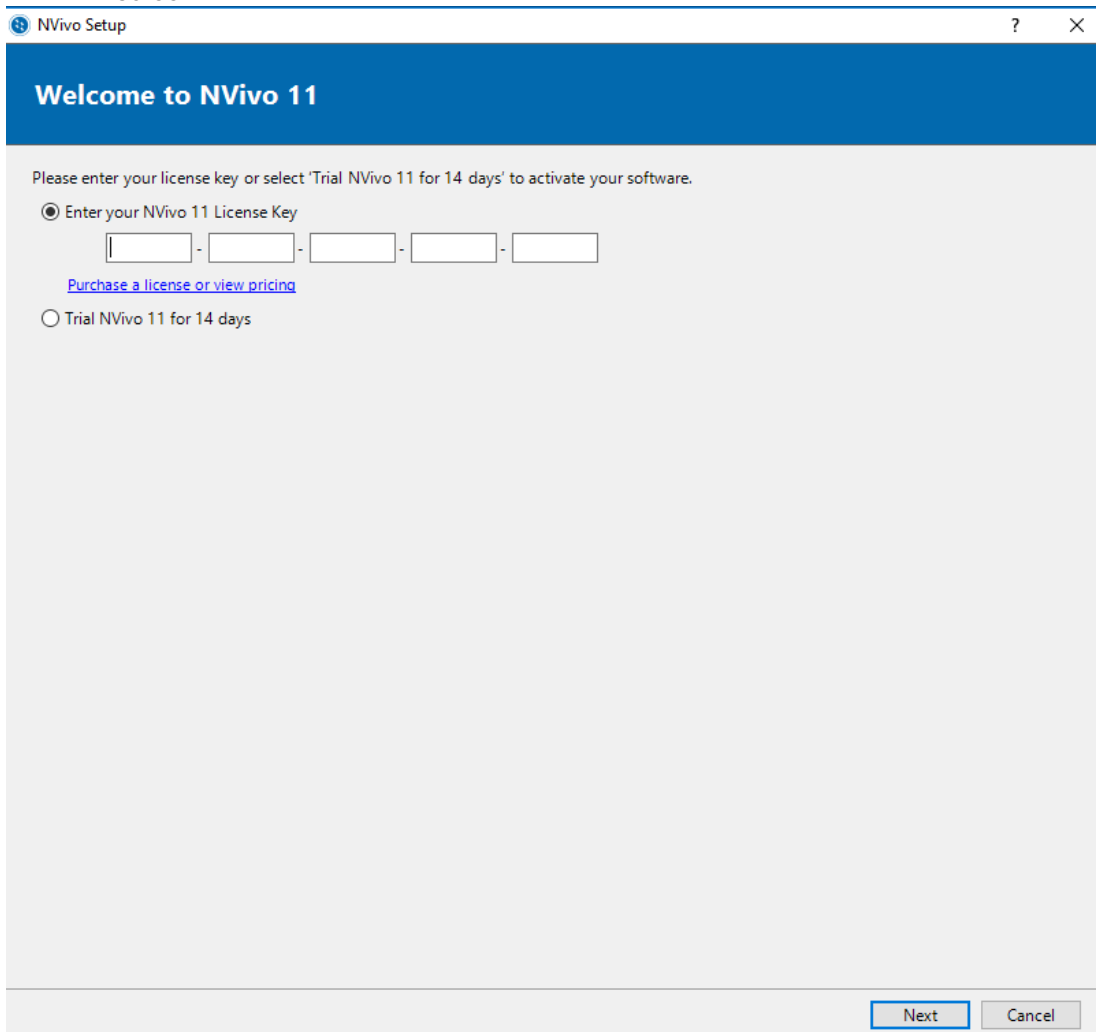 NVivo Setup ? ×
Welcome to NVivo 11
Please enter your license key or select 'Trial NVivo 11 for 14 days' to activate your software.
Enter your NVivo 11 License Key
- - - -
Purchase a license or view pricing
Trial NVivo 11 for 14 days
Next Cancel